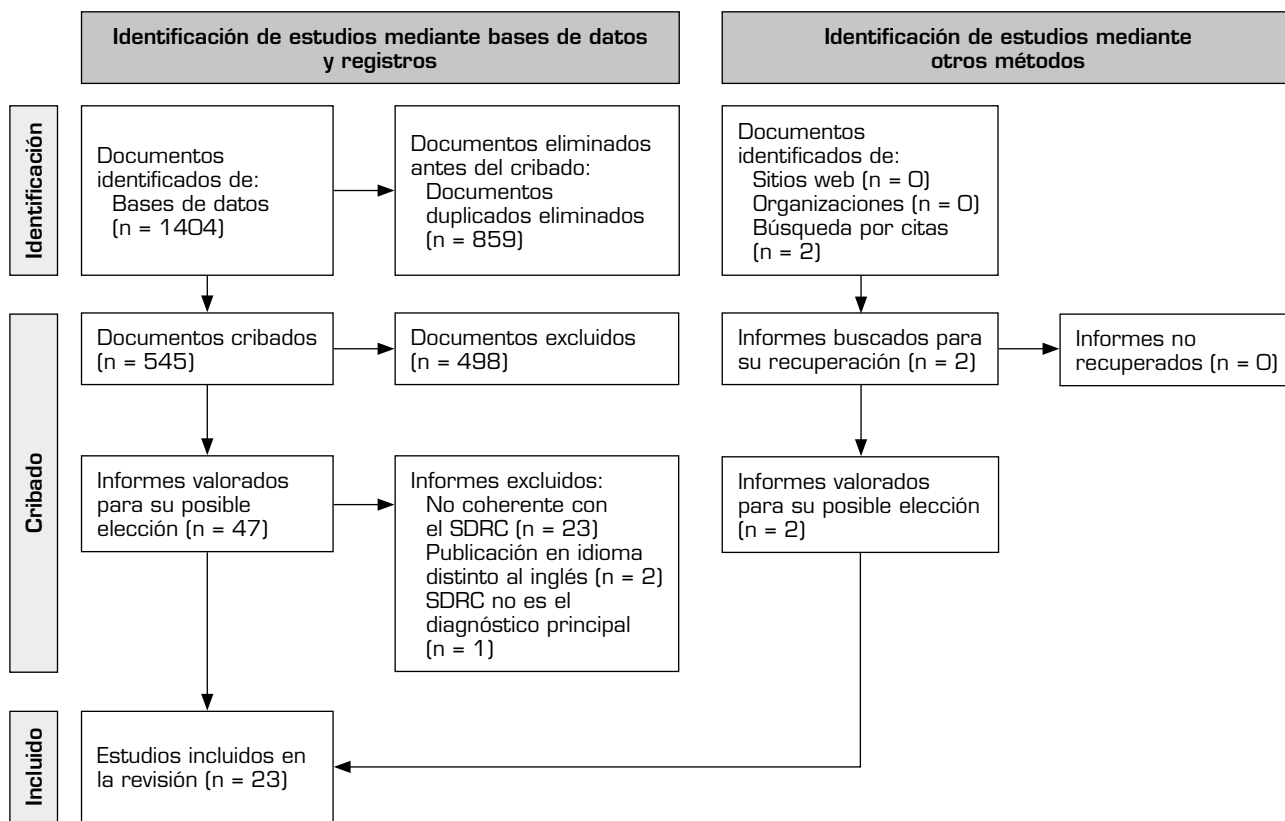 Identificación de estudios mediante bases de datos
y registros
Identificación de estudios mediante
otros métodos
Identificación
Documentos
identificados de:
Bases de datos
(n = 1404)
Documentos eliminados
antes del cribado:
Documentos
duplicados eliminados
(n = 859)
Documentos
identificados de:
Sitios web (n = 0)
Organizaciones (n = 0)
Búsqueda por citas
(n = 2)
Cribado
Documentos cribados
(n = 545)
Documentos excluidos
(n = 498)
Informes buscados para
su recuperación (n = 2)
Informes no
recuperados (n = 0)
Informes valorados
para su posible
elección (n = 47)
Informes excluidos:
No coherente con
el SDRC (n = 23)
Publicación en idioma
distinto al inglés (n = 2)
SDRC no es el
diagnóstico principal
(n = 1)
Informes valorados
para su posible elección
(n = 2)
Incluido
Estudios incluidos en
la revisión (n = 23)